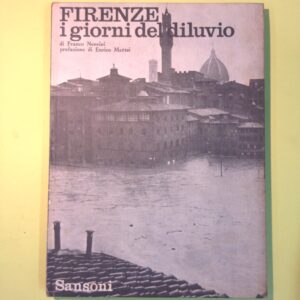 FIRENZE
i giorni del diluvio
di Franco Nencini
prefazione di Enrico Mattei
Sansoni